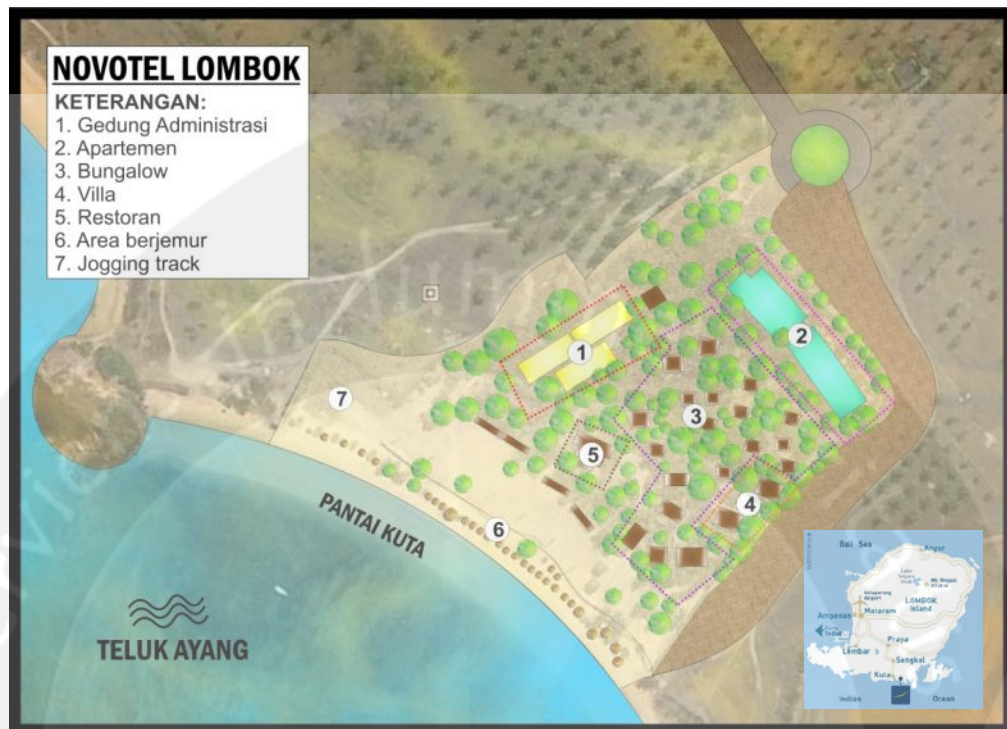 NOVOTEL LOMBOK
KETERANGAN:
1. Gedung Administrasi
2. Apartemen
3. Bungalow
4. Villa
5. Restoran
6. Area berjemur
7. Jogging track
1
2
3
4
5
6
7
PANTAI KUTA
TELUK AYANG
Bali Sea
Anyar
LOMBOK
Island
Ampenan
Mataram
Praya
Lembar
Sengkol
Kuta
Indian
Ocean